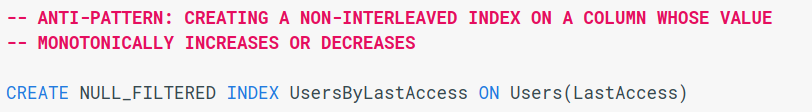 -- ANTI-PATTERN: CREATING A NON-INTERLEAVED INDEX ON A COLUMN WHOSE VALUE
-- MONOTONICALLY INCREASES OR DECREASES
CREATE NULL_FILTERED INDEX UsersByLastAccess ON Users(LastAccess)